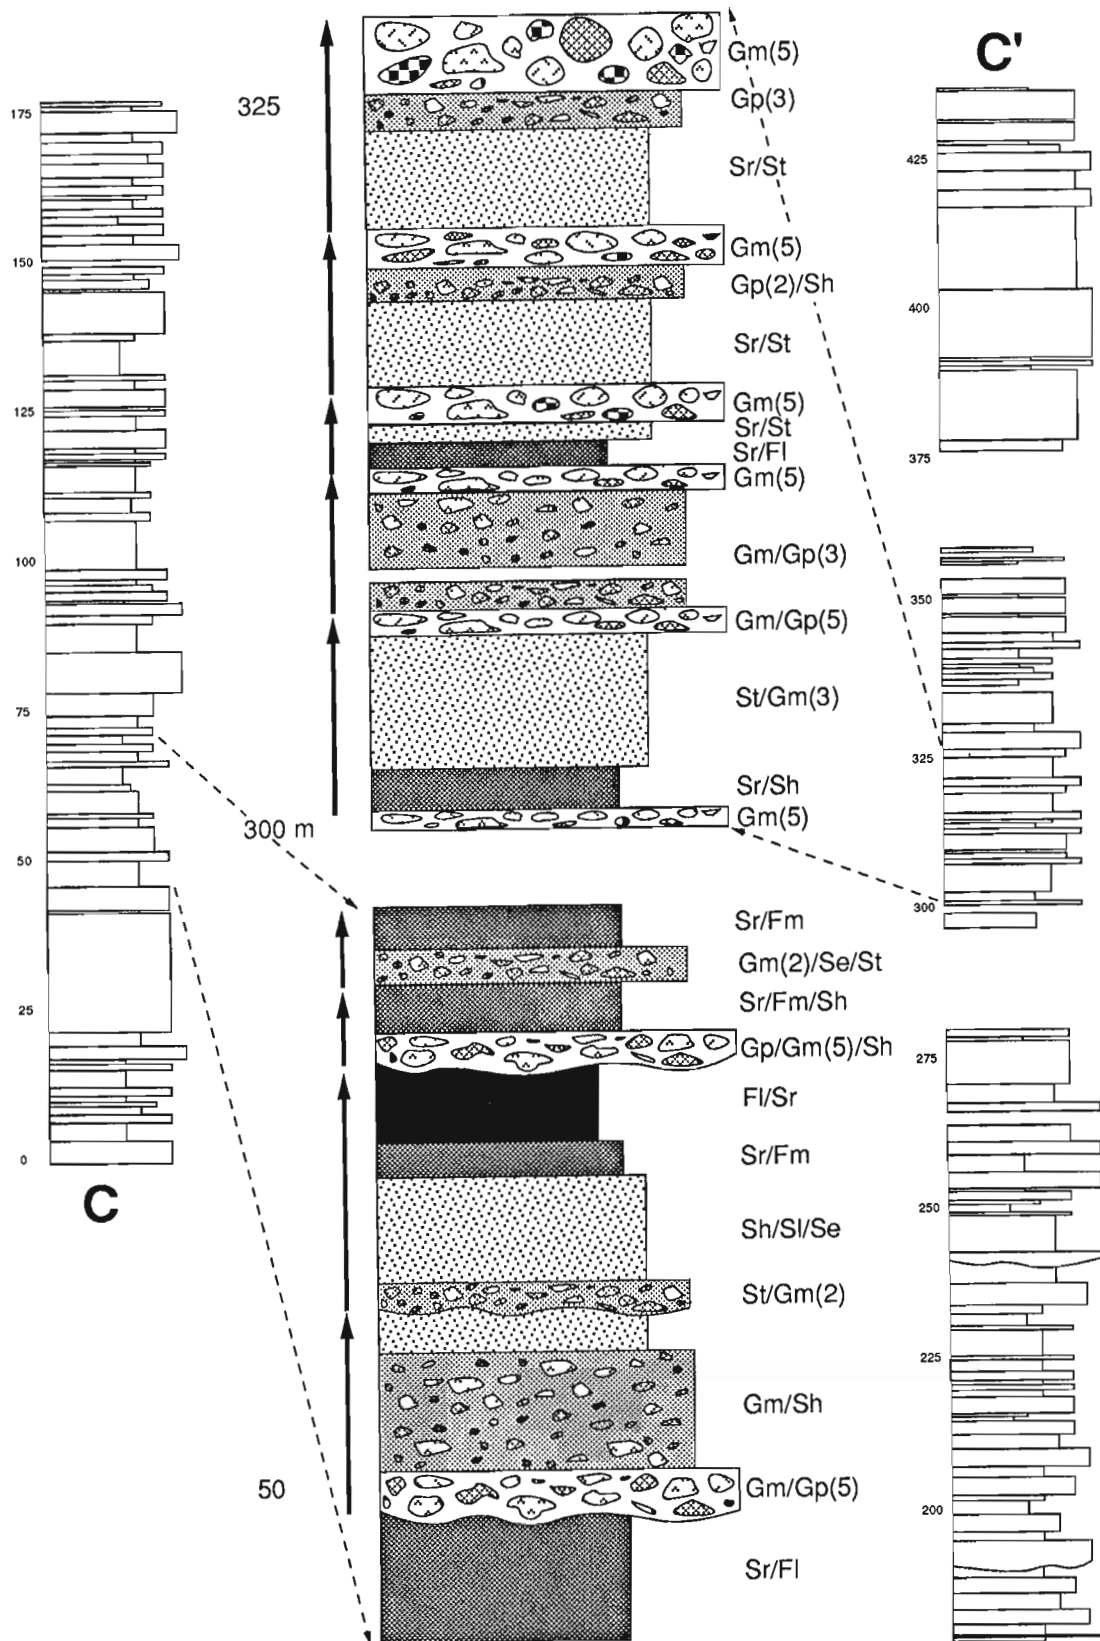 C'
175
150
125
100
75
50
25
0
C
325
300 m
Gm(5)
Gp(3)
Sr/St
Gm(5)
Gp(2)/Sh
Sr/St
Gm(5)
Sr/St
Sr/Fl
Gm(5)
Gm/Gp(3)
Gm/Gp(5)
St/Gm(3)
Sr/Sh
Gm(5)
50
Sr/Fm
Gm(2)/Se/St
Sr/Fm/Sh
Gp/Gm(5)/Sh
Fl/Sr
Sr/Fm
Sh/Sl/Se
St/Gm(2)
Gm/Sh
Gm/Gp(5)
Sr/Fl
425
400
375
350
325
300
275
250
225
200